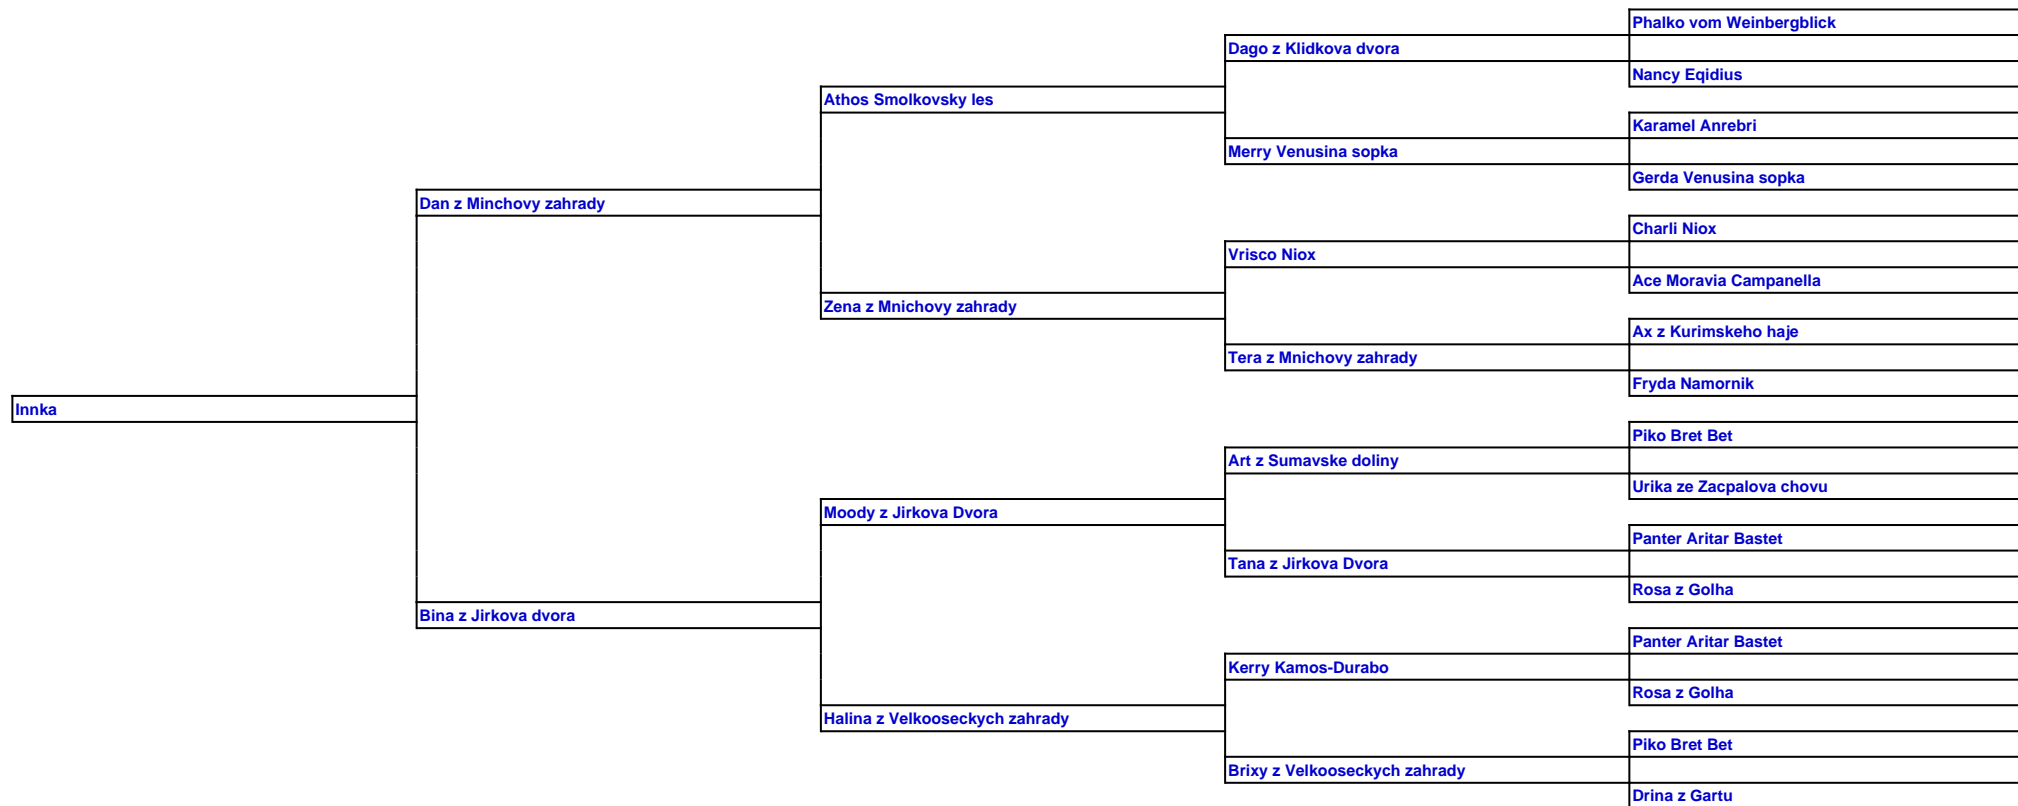 Phalko vom Weinbergblick
Dago z Klidkova dvora
Nancy Eqidius
Athos Smolkovsky les
Karamel Anrebri
Merry Venusina sopka
Gerda Venusina sopka
Dan z Minchovy zahrady
Charli Niox
Vrisco Niox
Ace Moravia Campanella
Zena z Mnichovy zahrady
Ax z Kurimskeho haje
Tera z Mnichovy zahrady
Fryda Namornik
Innka
Piko Bret Bet
Art z Sumavske doliny
Urika ze Zacpalova chovu
Moody z Jirkova Dvora
Panter Aritar Bastet
Tana z Jirkova Dvora
Rosa z Golha
Bina z Jirkova dvora
Panter Aritar Bastet
Kerry Kamos-Durabo
Rosa z Golha
Halina z Velkooseckych zahrady
Piko Bret Bet
Brixy z Velkooseckych zahrady
Drina z Gartu